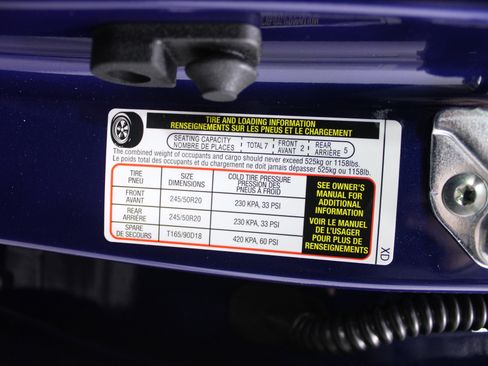 TIRE AND LOADING INFORMATION
RENSEIGNEMENTS SUR LES PNEUS ET LE CHARGEMENT
SEATING CAPACITY
NOMBRE DE PLACES
TOTAL 7
FRONT
AVANT 2
REAR
ARRIÈRE 5
The combined weight of occupants and cargo should never exceed 525kg or 1158lbs.
Le poids total des occupants et du chargement ne doit jamais dépasser 525kg ou 1158lb.
TIRE
PNEU
SIZE
DIMENSIONS
COLD TIRE PRESSURE
PRESSION DES
PNEUS A FROID
FRONT
AVANT
245/50R20
230 KPA, 33 PSI
REAR
ARRIÈRE
245/50R20
230 KPA, 33 PSI
SPARE
DE SECOURS
T165/90D18
420 KPA, 60 PSI
SEE OWNER'S
MANUAL FOR
ADDITIONAL
INFORMATION
VOIR LE MANUEL
DE L'USAGER
POUR PLUS DE
RENSEIGNEMENTS
XD